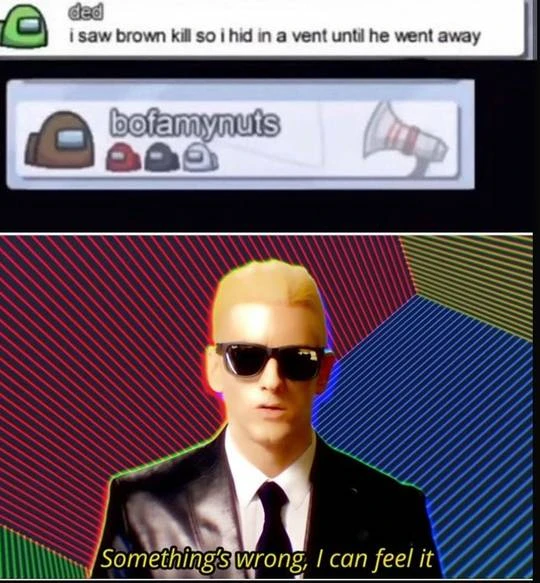 ded
i saw brown kill so i hid in a vent until he went away
bofamynuts
Something's wrong, I can feel it